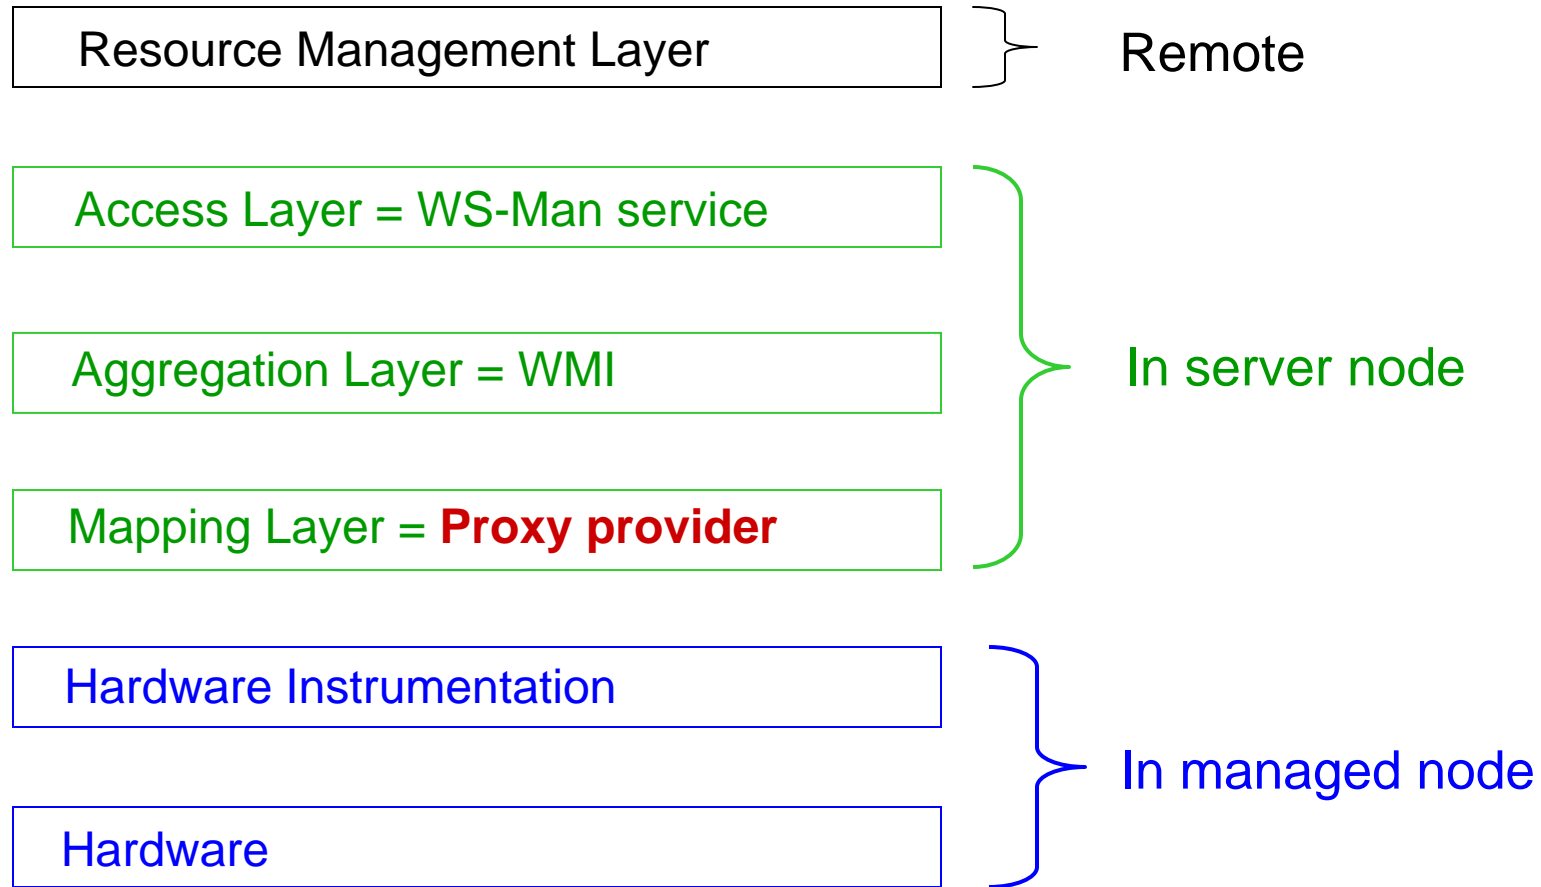 Resource Management Layer
Remote
Access Layer = WS-Man service
Aggregation Layer = WMI
In server node
Mapping Layer = Proxy provider
Hardware Instrumentation
In managed node
Hardware